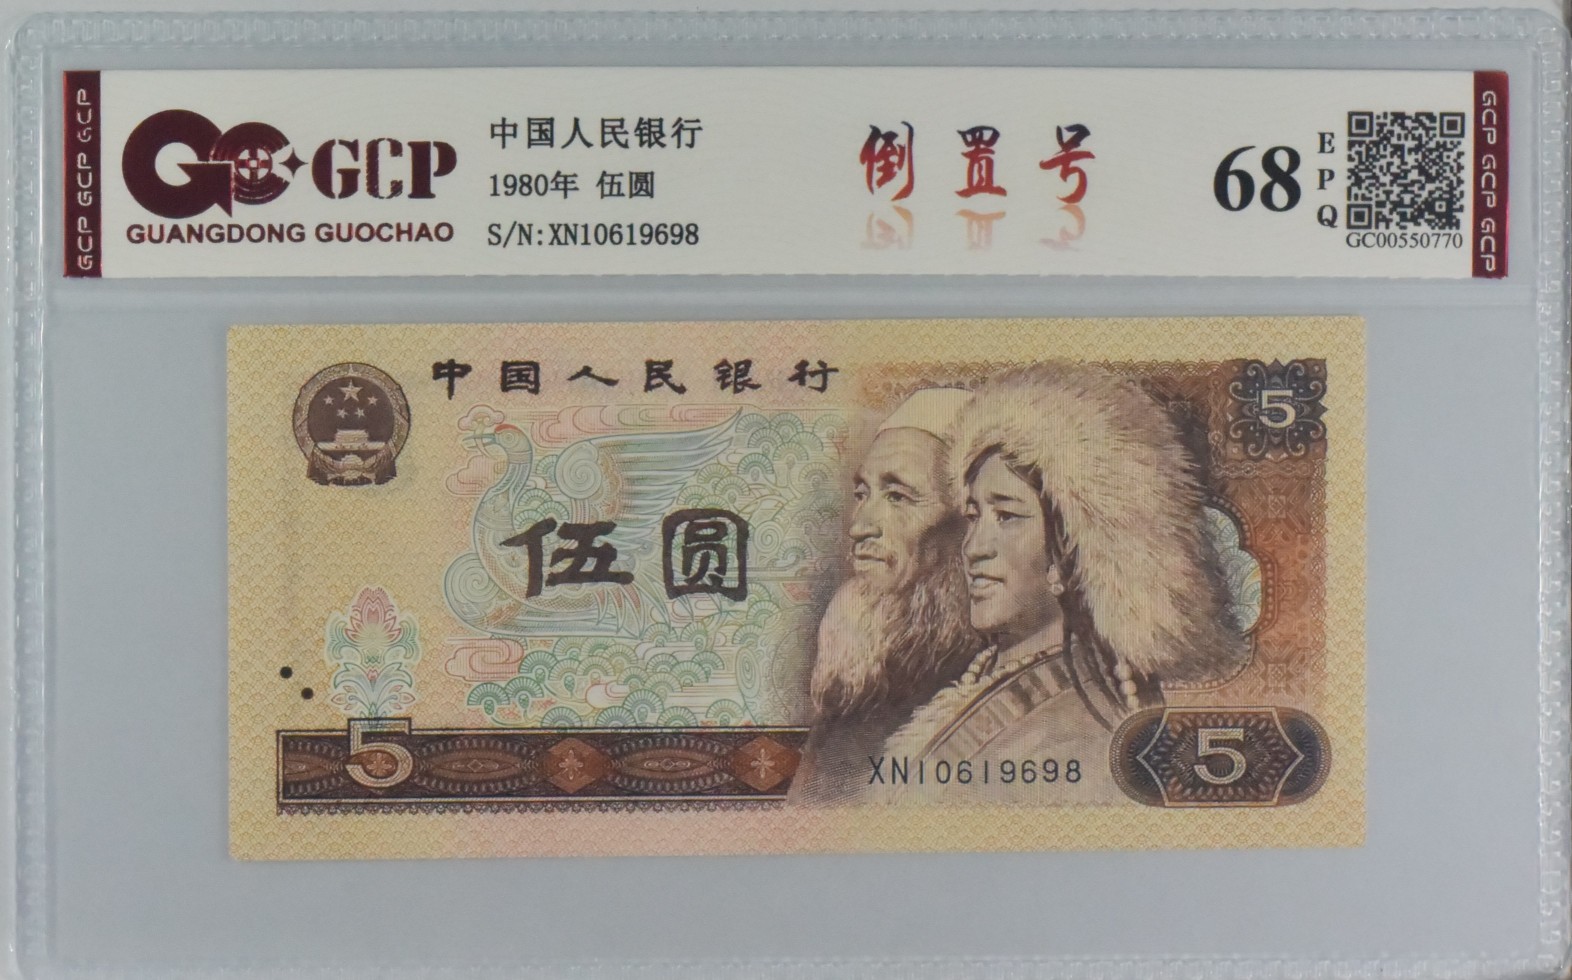 GCP GCP GCP
GCP
GUANGDONG GUOCHAO
中国人民银行
1980年 伍圆
S/N:XN10619698
倒置号
68
EPQ
GC00550770
GCP GCP GCP
中国人民银行
5
伍圆
5
XN10619698
5